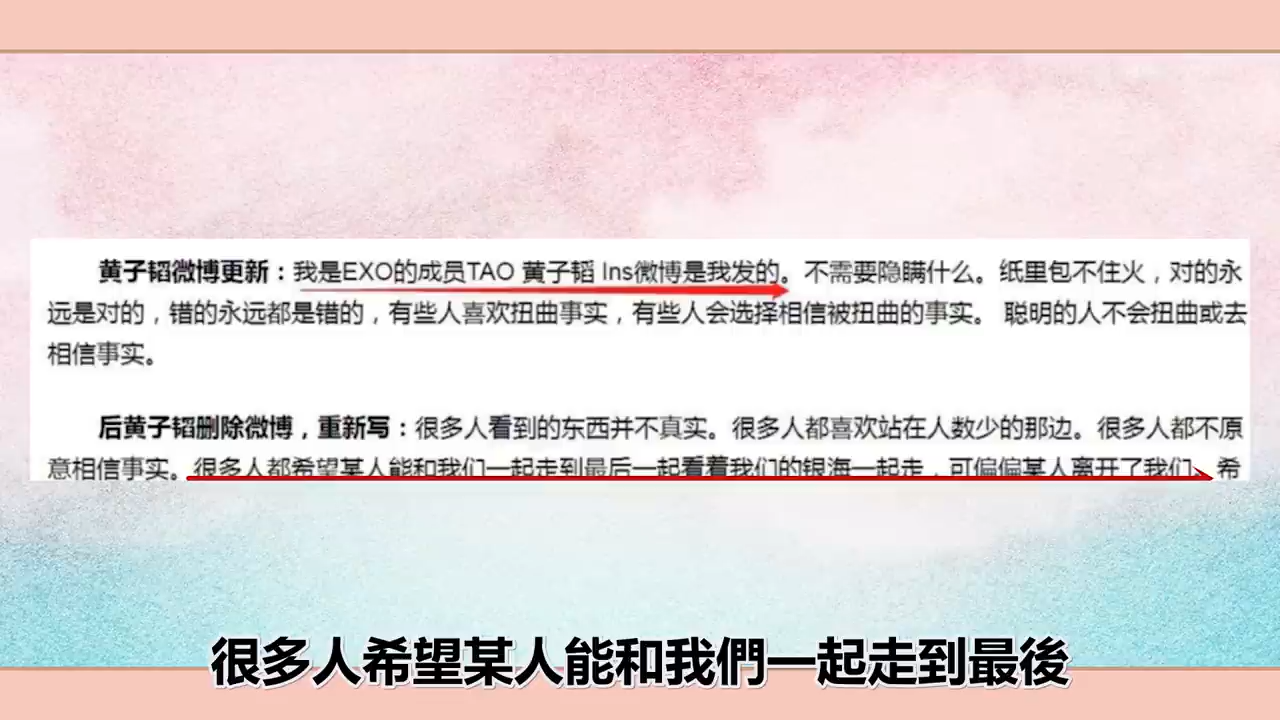 黄子韬微博更新：我是EXO的成员TAO 黄子韬 Ins微博是我发的。不需要隐瞒什么。纸里包不住火，对的永
远是对的，错的永远都是错的，有些人喜欢扭曲事实，有些人会选择相信被扭曲的事实。 聪明的人不会扭曲或去
相信事实。
后黄子韬删除微博，重新写：很多人看到的东西并不真实。很多人都喜欢站在人数少的那边。很多人都不原
意相信事实。很多人都希望某人能和我们一起走到最后一起看着我们的银海一起走，可偏偏某人离开了我们。希
很多人希望某人能和我們一起走到最後